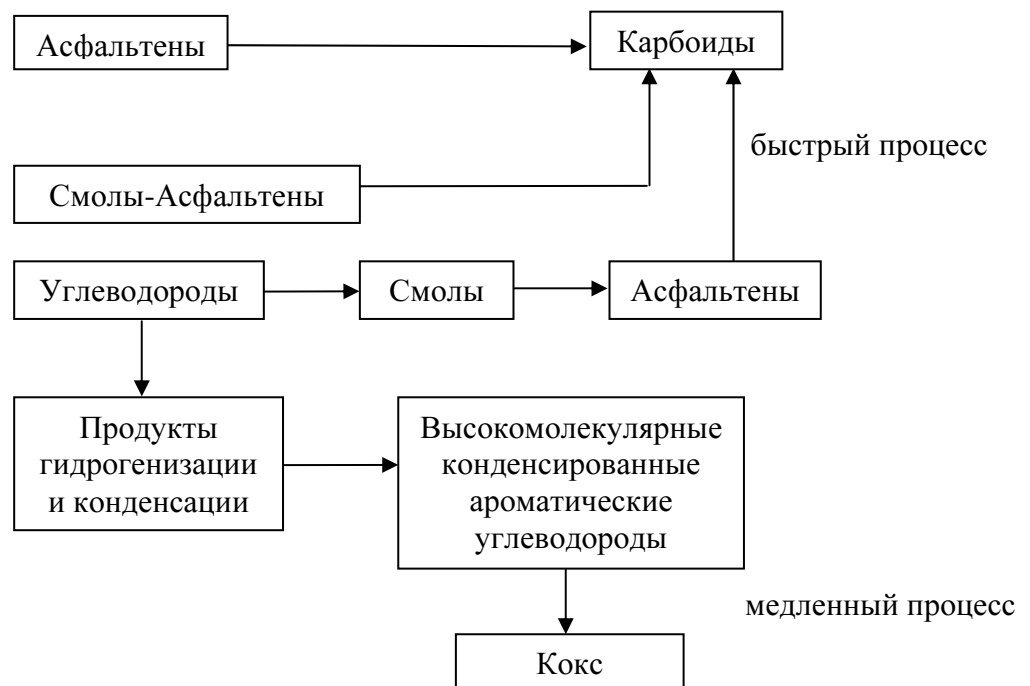 Асфальтены
Карбоиды
быстрый процесс
Смолы-Асфальтены
Углеводороды
Смолы
Асфальтены
Продукты
гидрогенизации
и конденсации
Высокомолекулярные
конденсированные
ароматические
углеводороды
медленный процесс
Кокс